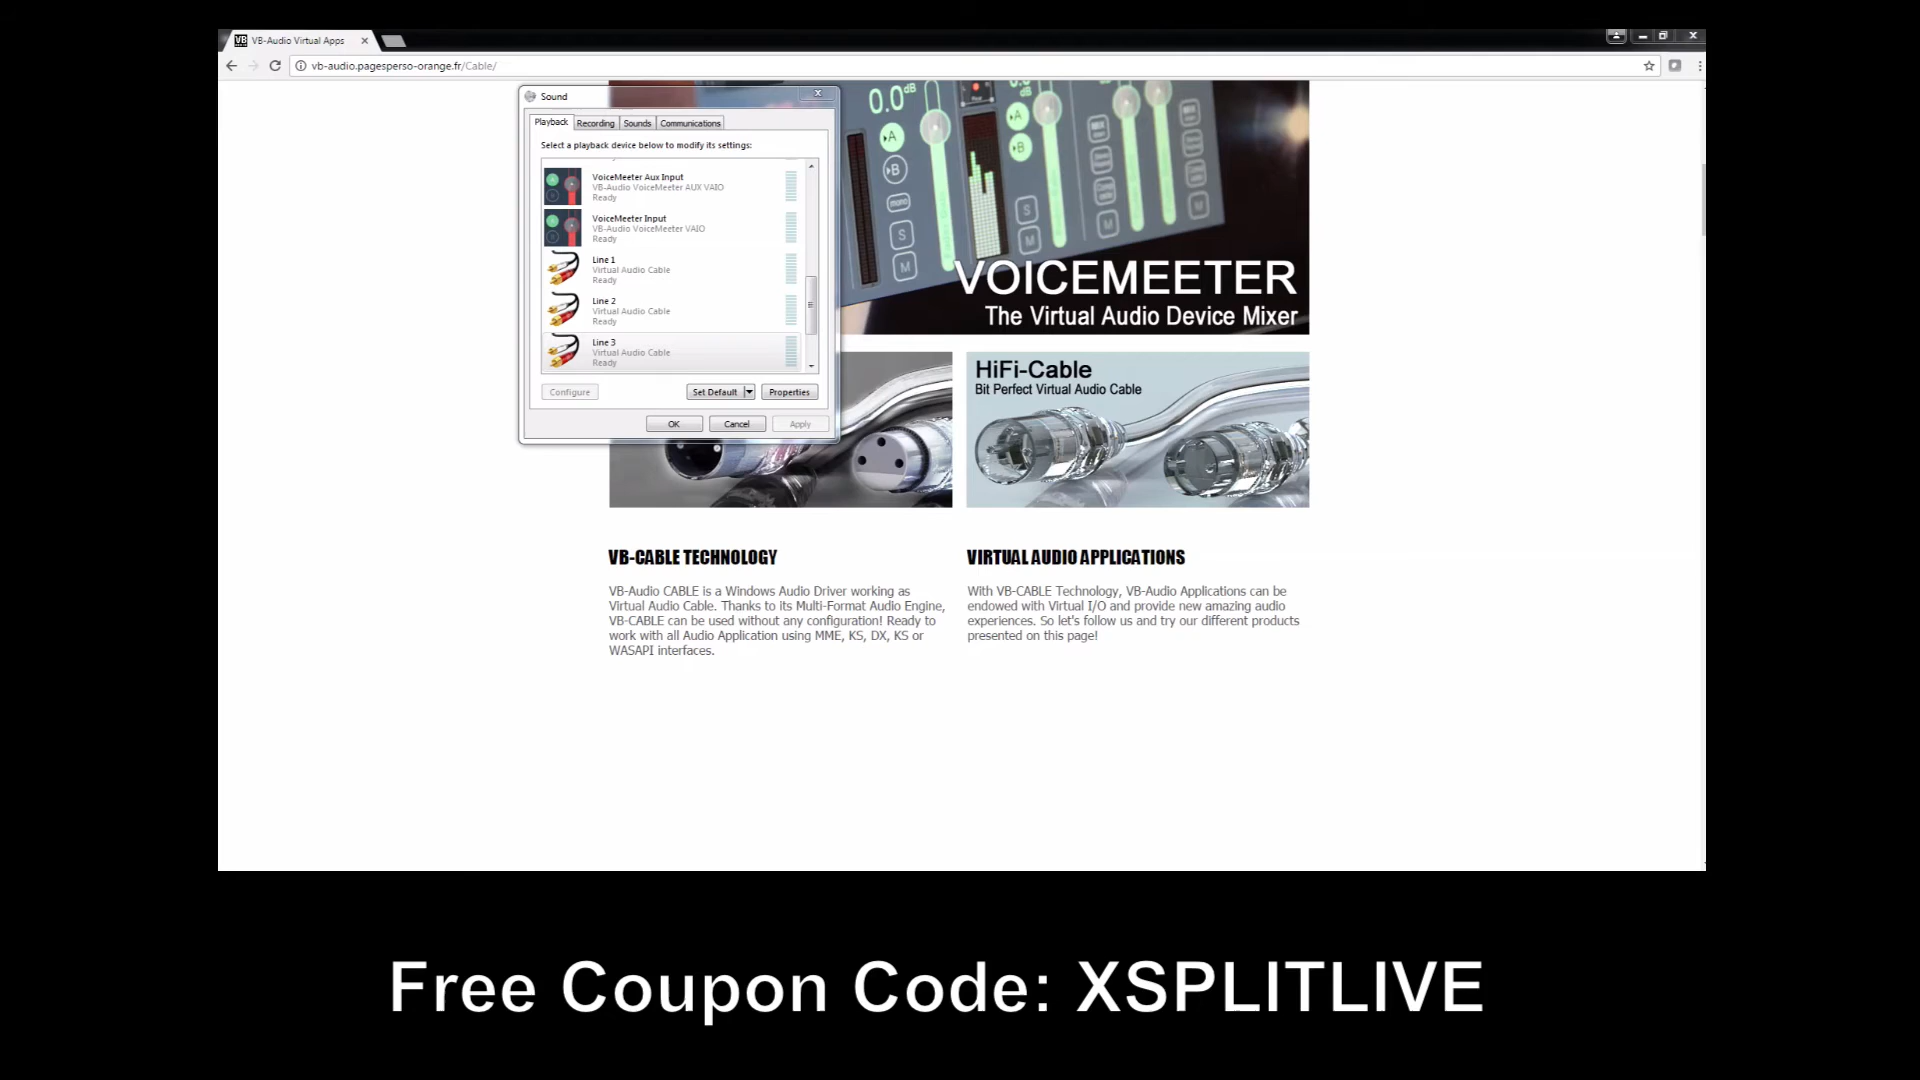 VB-Audio Virtual Apps
vb-audio.pagesperso-orange.fr/Cable/
Sound
Playback
Recording
Sounds
Communications
Select a playback device below to modify its settings:
VoiceMeeter Aux Input
VB-Audio VoiceMeeter AUX VAIO
Ready
VoiceMeeter Input
VB-Audio VoiceMeeter VAIO
Ready
Line 1
Virtual Audio Cable
Ready
Line 2
Virtual Audio Cable
Ready
Line 3
Virtual Audio Cable
Ready
Configure
Set Default
Properties
OK
Cancel
Apply
0.0 dB
A
B
mono
S
M
A
B
S
M
M
M
VOICEMEETER
The Virtual Audio Device Mixer
HiFi-Cable
Bit Perfect Virtual Audio Cable
VB-CABLE TECHNOLOGY
VB-Audio CABLE is a Windows Audio Driver working as
Virtual Audio Cable. Thanks to its Multi-Format Audio Engine,
VB-CABLE can be used without any configuration! Ready to
work with all Audio Application using MME, KS, DX, KS or
WASAPI interfaces.
VIRTUAL AUDIO APPLICATIONS
With VB-CABLE Technology, VB-Audio Applications can be
endowed with Virtual I/O and provide new amazing audio
experiences. So let's follow us and try our different products
presented on this page!
Free Coupon Code: XSPLITLIVE